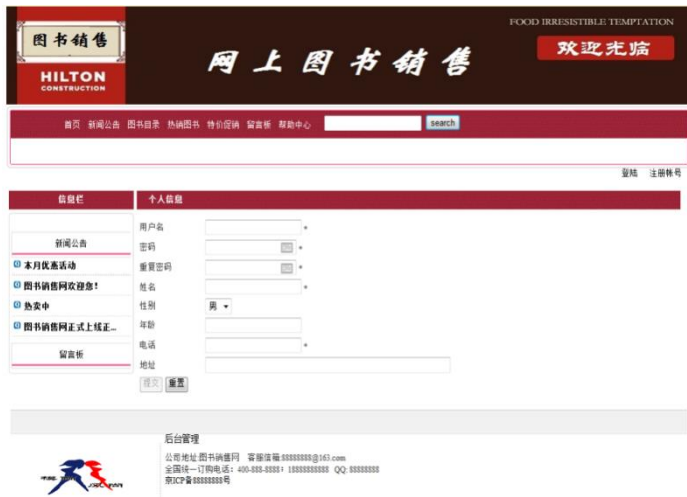 FOOD IRRESISTIBLE TEMPTATION
图书销售
网上图书销售
欢迎光临
HILTON
CONSTRUCTION
首页 新闻公告 图书目录 热销图书 特价促销 留言板 帮助中心 search
登陆 注册帐号
信息栏 个人信息
用户名 *
新闻公告
密码 *
本月优惠活动
重复密码 *
图书销售网欢迎您!
姓名 *
热卖中
性别 男
图书销售网正式上线正...
年龄
电话 *
留言板
地址
提交 重置
后台管理
公司地址:图书销售网 客服信箱:88888888@163.com
全国统一订购电话:400-888-8888;18888888888 QQ:88888888
京ICP备88888888号